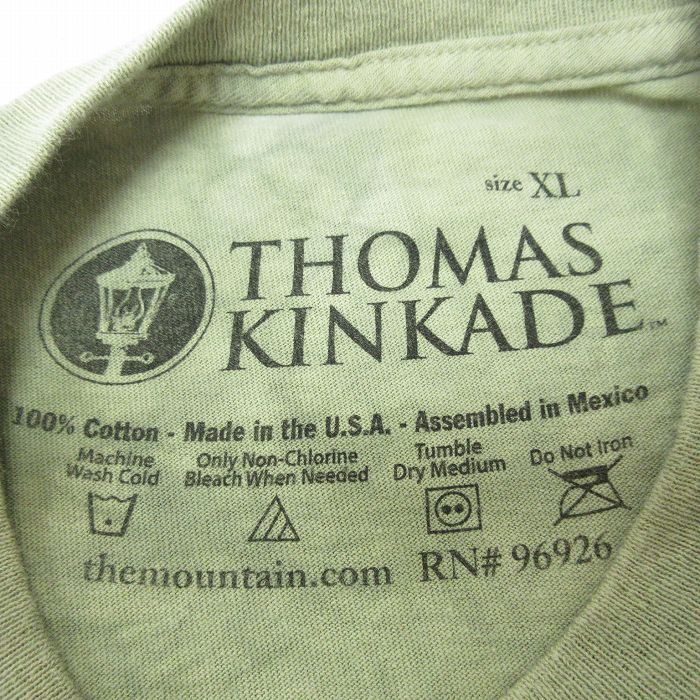 size XL
THOMAS
KINKADE™
100% Cotton - Made in the U.S.A. - Assembled in Mexico
Machine
Wash Cold
Only Non-Chlorine
Bleach When Needed
Tumble
Dry Medium
Do Not Iron
themountain.com RN# 96926